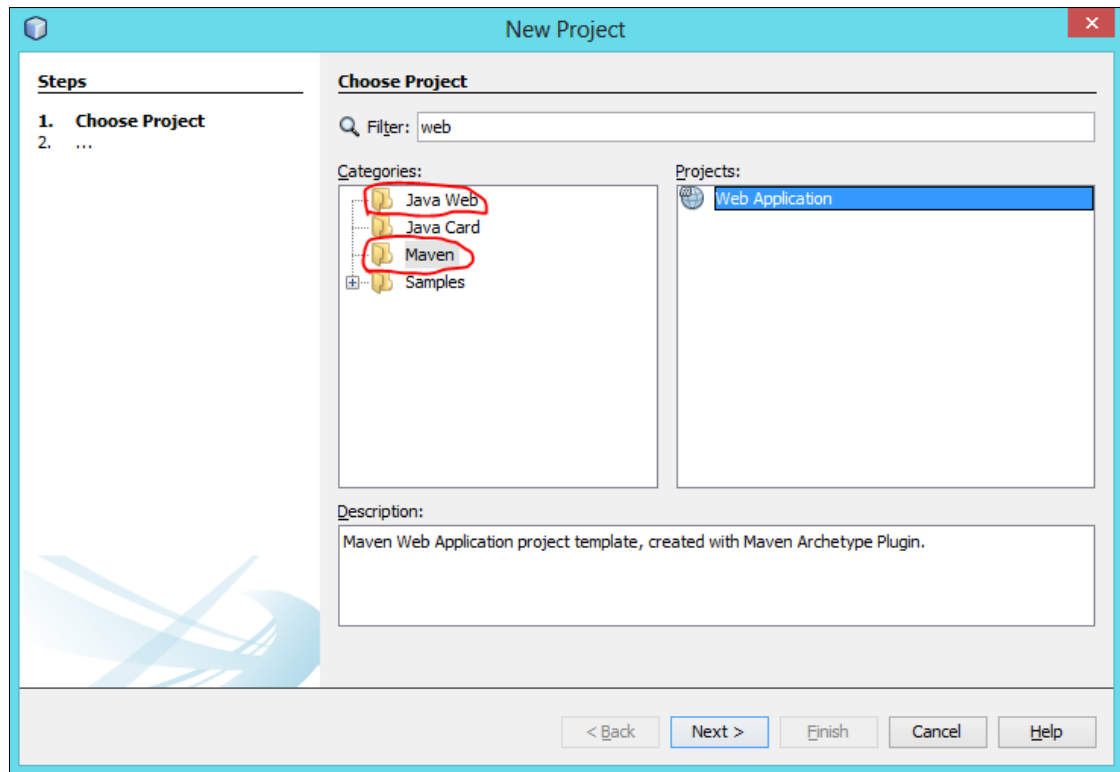 New Project
Steps
1. Choose Project
2. ...
Choose Project
Filter: web
Categories:
Java Web
Java Card
Maven
Samples
Projects:
Web Application
Description:
Maven Web Application project template, created with Maven Archetype Plugin.
< Back Next > Finish Cancel Help